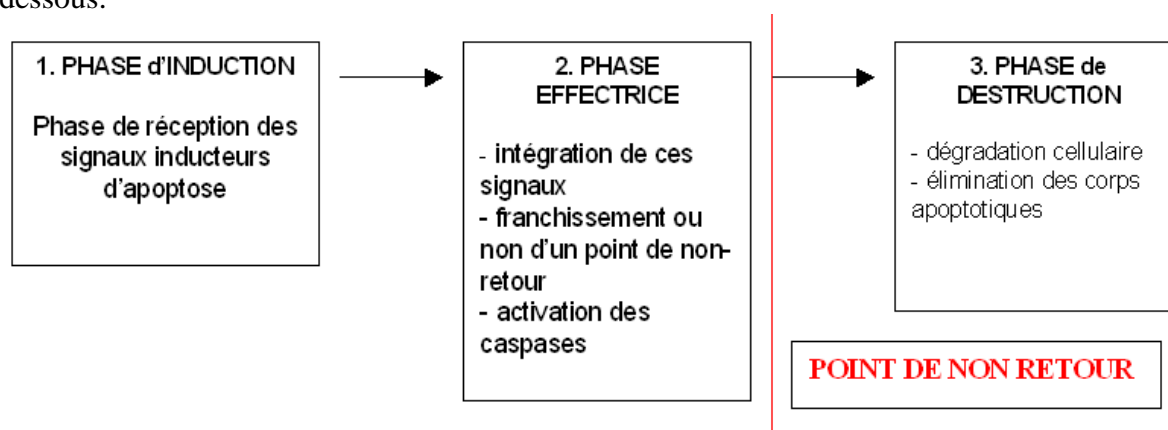 dessous.
1. PHASE d'INDUCTION
Phase de réception des
signaux inducteurs
d'apoptose
2. PHASE
EFFECTRICE
- intégration de ces
signaux
- franchissement ou
non d'un point de non-
retour
- activation des
caspases
3. PHASE de
DESTRUCTION
- dégradation cellulaire
- élimination des corps
apoptotiques
POINT DE NON RETOUR